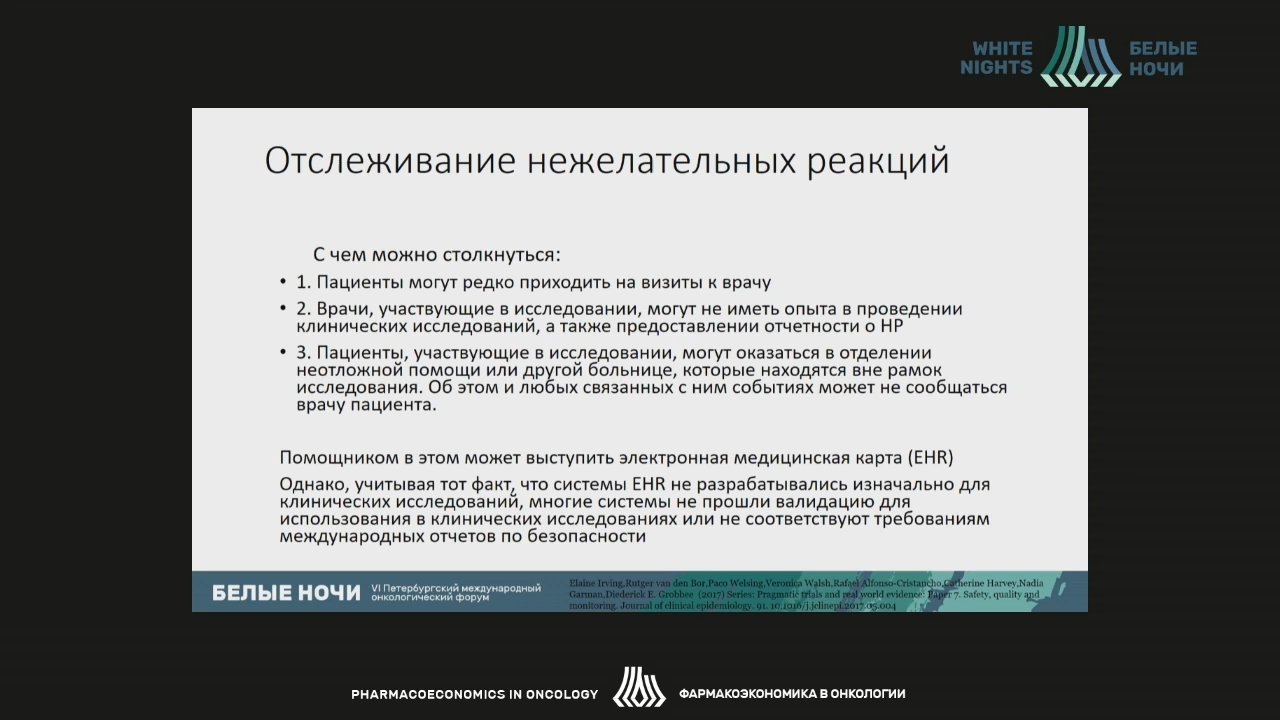 WHITE
NIGHTS
БЕЛЫЕ
НОЧИ
Отслеживание нежелательных реакций
С чем можно столкнуться:
• 1. Пациенты могут редко приходить на визиты к врачу
• 2. Врачи, участвующие в исследовании, могут не иметь опыта в проведении
клинических исследований, а также предоставлении отчетности о НР
• 3. Пациенты, участвующие в исследовании, могут оказаться в отделении
неотложной помощи или другой больнице, которые находятся вне рамок
исследования. Об этом и любых связанных с ним событиях может не сообщаться
врачу пациента.
Помощником в этом может выступить электронная медицинская карта (EHR)
Однако, учитывая тот факт, что системы EHR не разрабатывались изначально для
клинических исследований, многие системы не прошли валидацию для
использования в клинических исследованиях или не соответствуют требованиям
международных отчетов по безопасности
БЕЛЫЕ НОЧИ
VI Петербургский международный
онкологический форум
Elaine Irving,Rutger van den Bor,Paco Welsing,Veronica Walsh,Rafael Alfonso-Cristancho,Catherine Harvey,Nadia
Garman,Diederick E. Grobbee (2017) Series: Pragmatic trials and real world evidence: Paper 7. Safety, quality and
monitoring. Journal of clinical epidemiology. 91. 10.1016/j.jclinepi.2017.05.004
PHARMACOECONOMICS IN ONCOLOGY
ФАРМАКОЭКОНОМИКА В ОНКОЛОГИИ